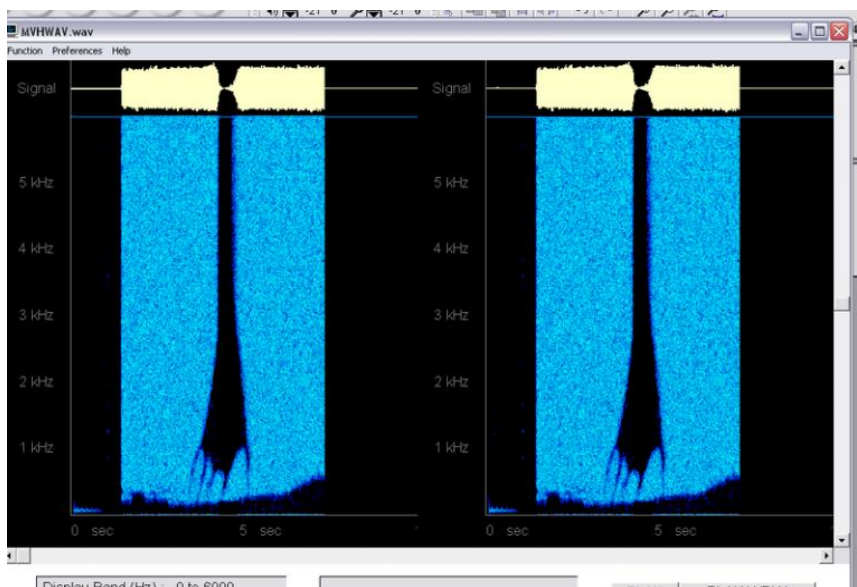 MVHWAV.wav
Function Preferences Help
Signal
5 kHz
4 kHz
3 kHz
2 kHz
1 kHz
0 sec 5 sec
Signal
5 kHz
4 kHz
3 kHz
2 kHz
1 kHz
0 sec 5 sec
Display Band (Hz) : 0 to 6000